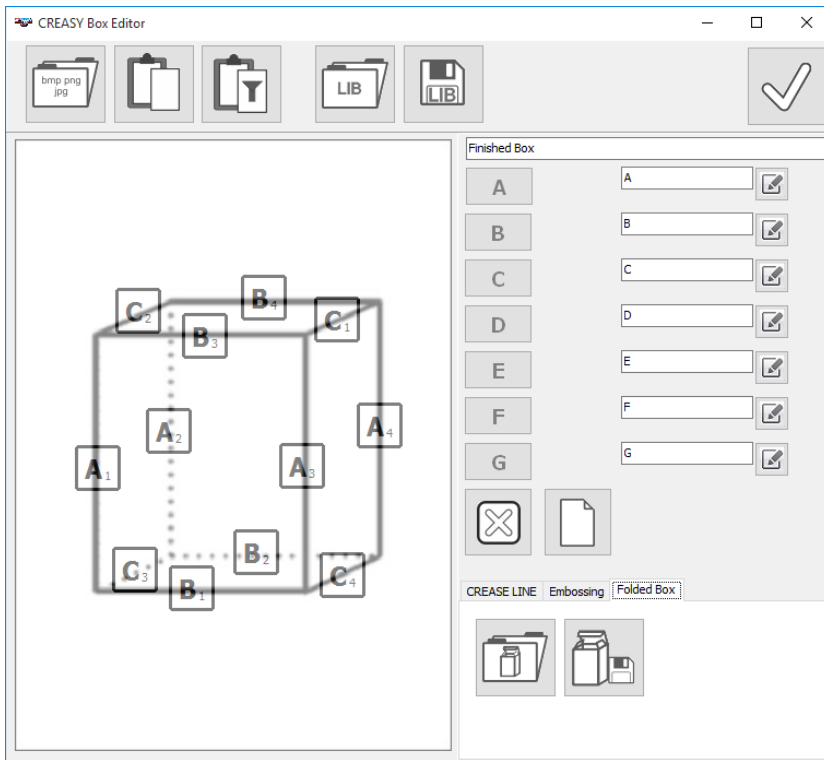 CREASY Box Editor
bmp png
jpg
LIB
LIB
Finished Box
A A
B B
C C
D D
E E
F F
G G
C2 B4 C1
B3
A2 A4
A1 A3
C3 B2 C4
B1
CREASE LINE Embossing Folded Box